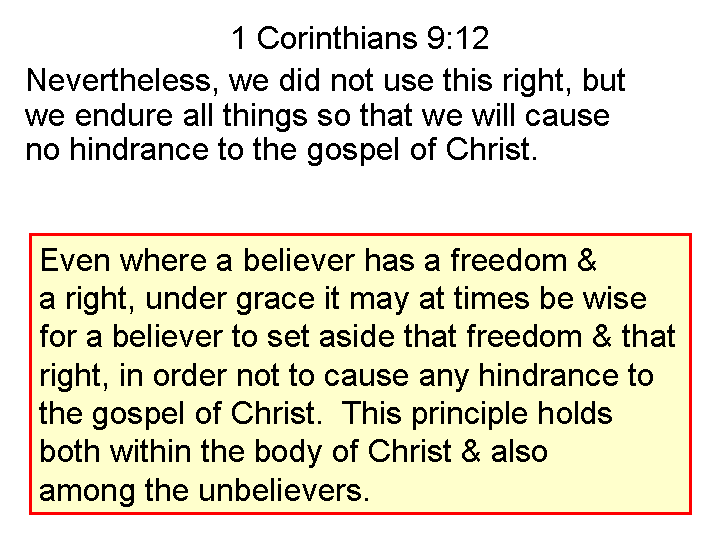 1 Corinthians 9:12
Nevertheless, we did not use this right, but
we endure all things so that we will cause
no hindrance to the gospel of Christ.
Even where a believer has a freedom &
a right, under grace it may at times be wise
for a believer to set aside that freedom & that
right, in order not to cause any hindrance to
the gospel of Christ.  This principle holds
both within the body of Christ & also
among the unbelievers.